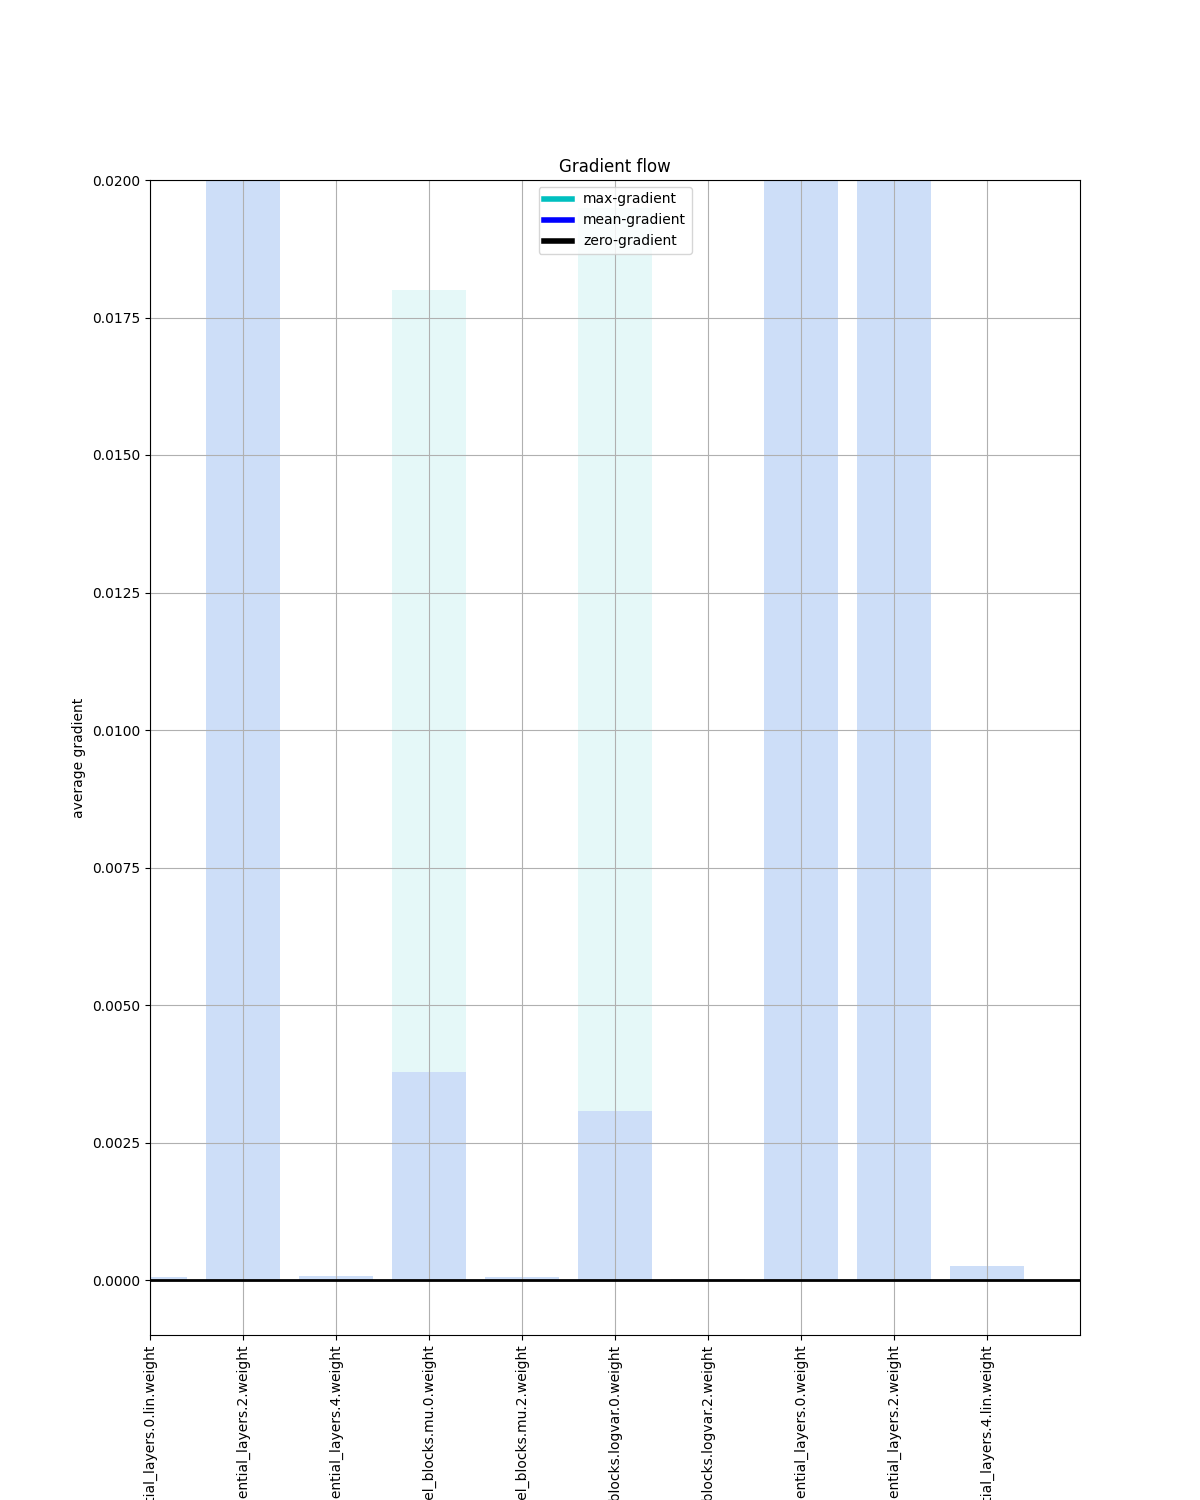 Gradient flow
max-gradient
mean-gradient
zero-gradient
average gradient
0.0200
0.0175
0.0150
0.0125
0.0100
0.0075
0.0050
0.0025
0.0000
tial_layers.0.lin.weight
ential_layers.2.weight
ential_layers.4.weight
el_blocks.mu.0.weight
el_blocks.mu.2.weight
blocks.logvar.0.weight
blocks.logvar.2.weight
ential_layers.0.weight
ential_layers.2.weight
tial_layers.4.lin.weight